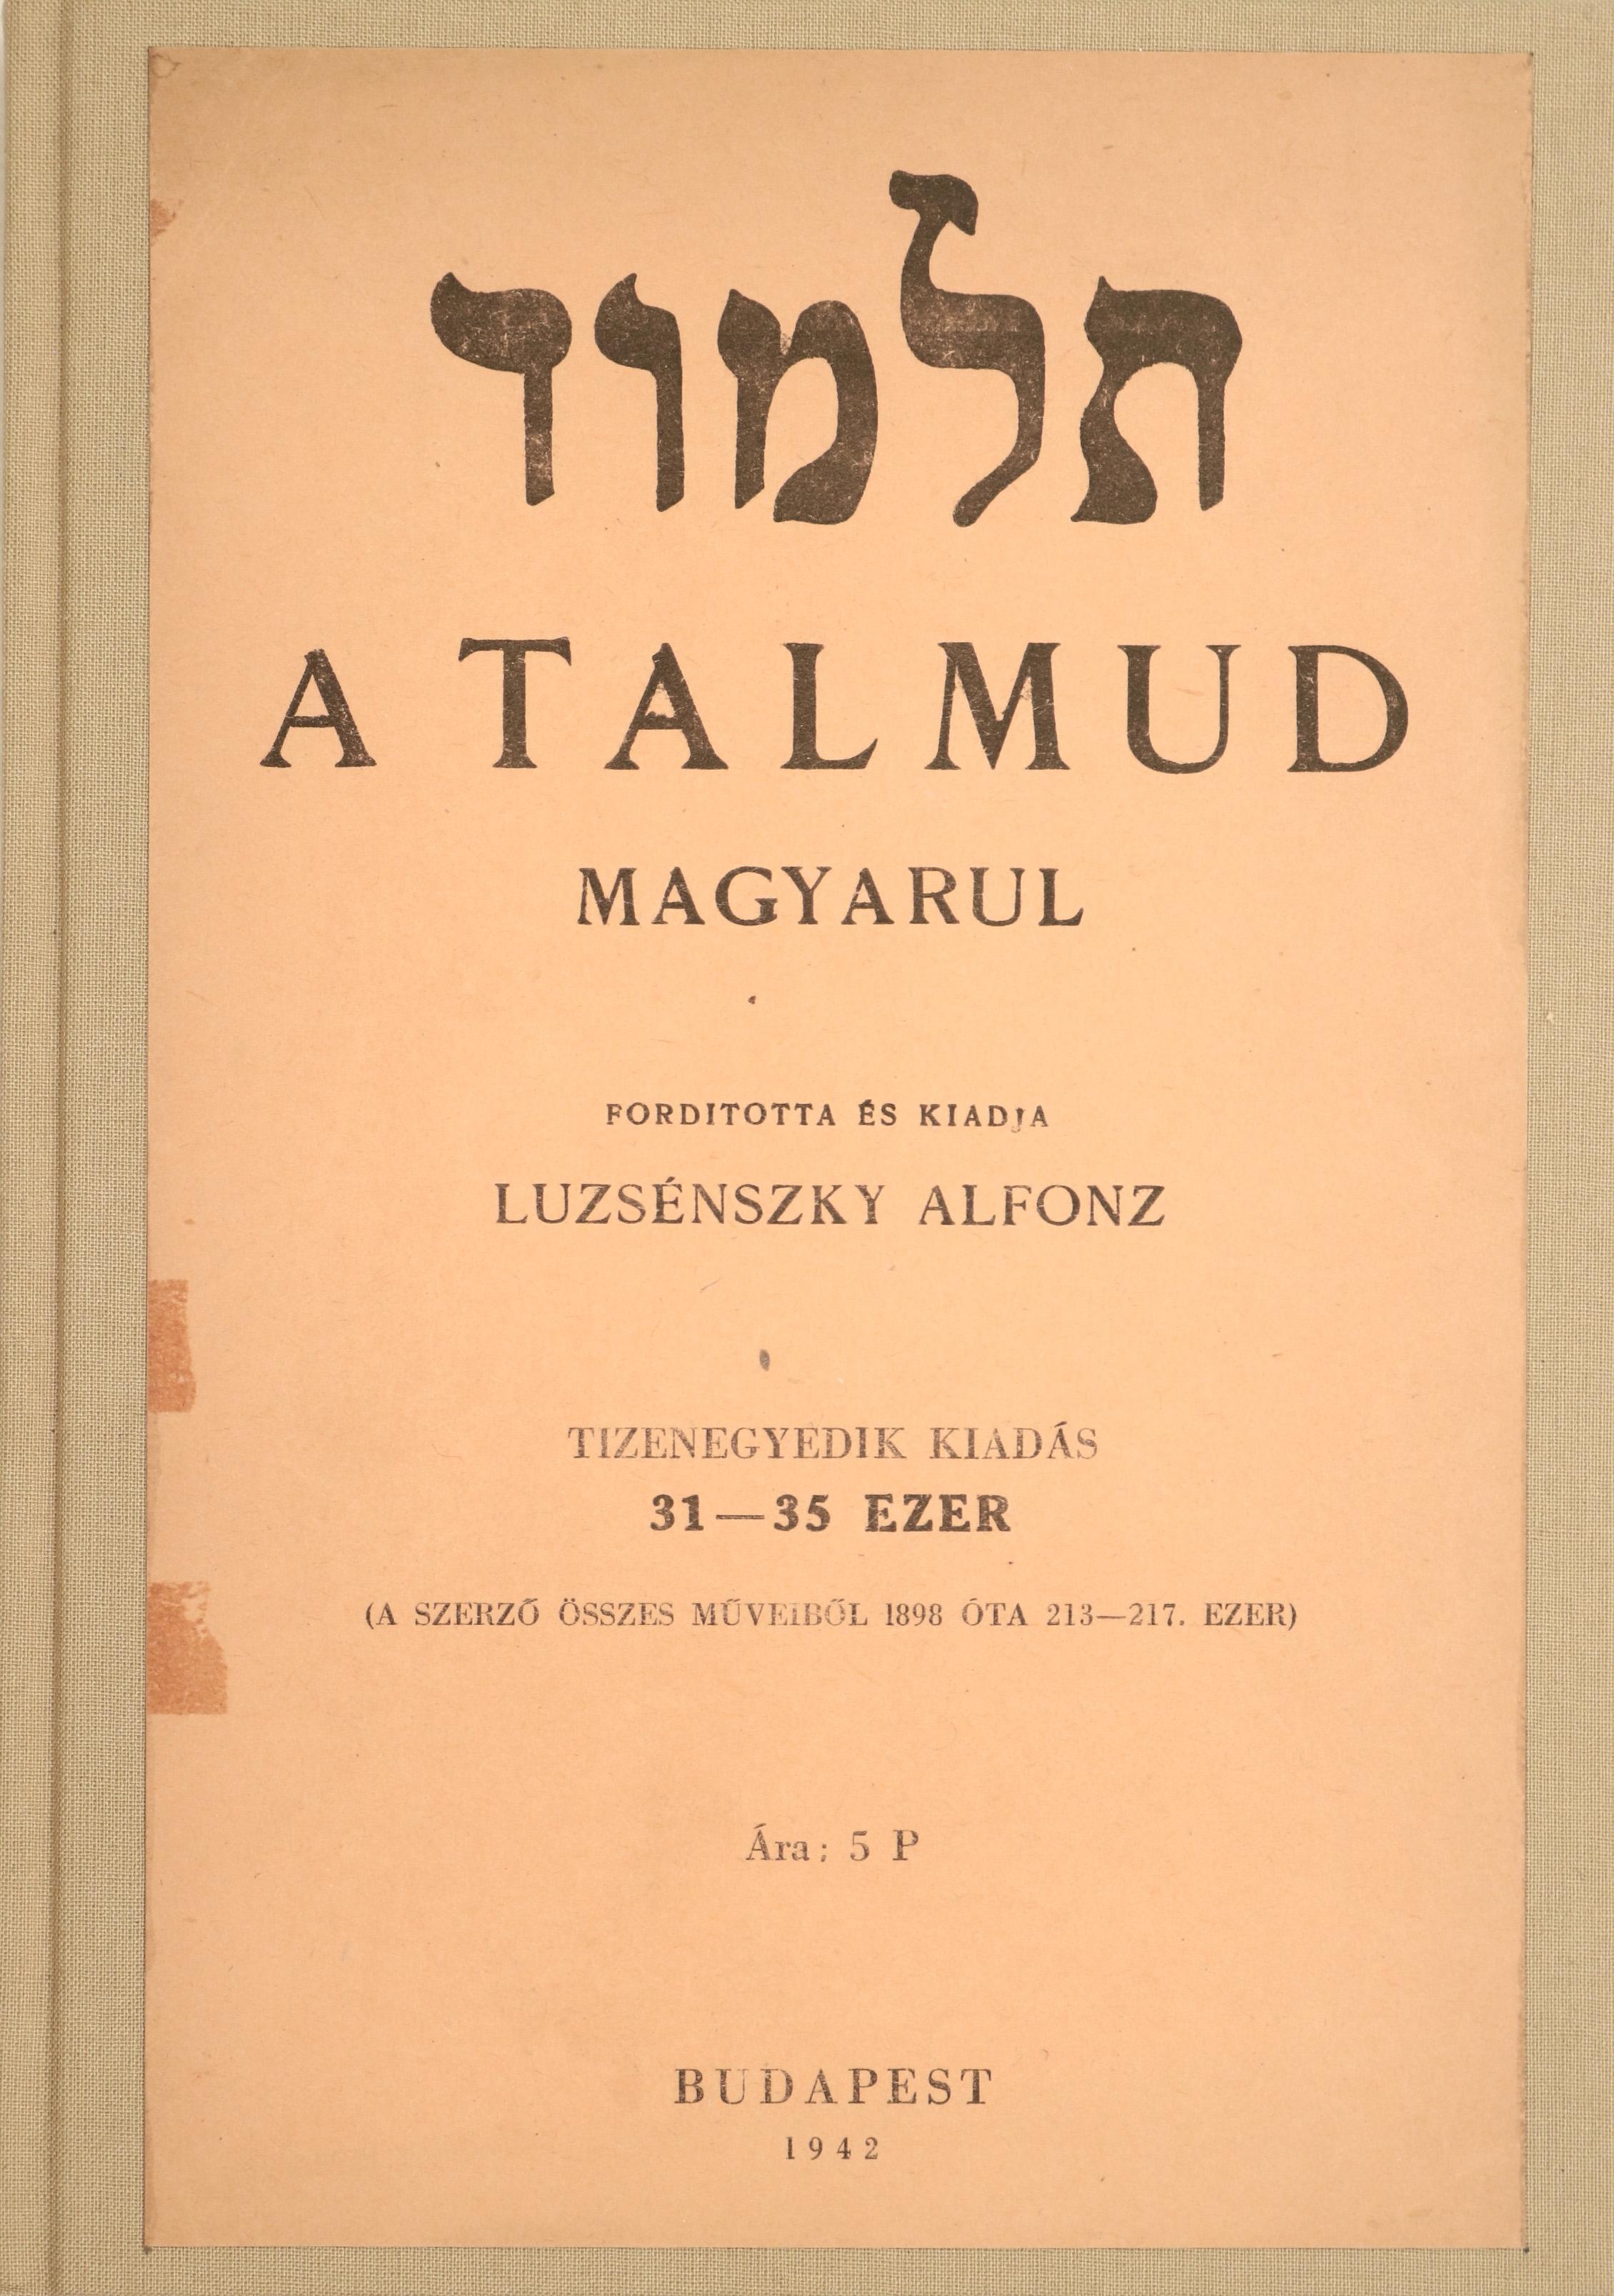 תלמוד
A TALMUD
MAGYARUL
FORDITOTTA ÉS KIADJA
LUZSÉNSZKY ALFONZ
TIZENEGYEDIK KIADÁS
31—35 EZER
(A SZERZŐ ÖSSZES MŰVEIBŐL 1898 ÓTA 213—217. EZER)
Ára: 5 P
BUDAPEST
1942